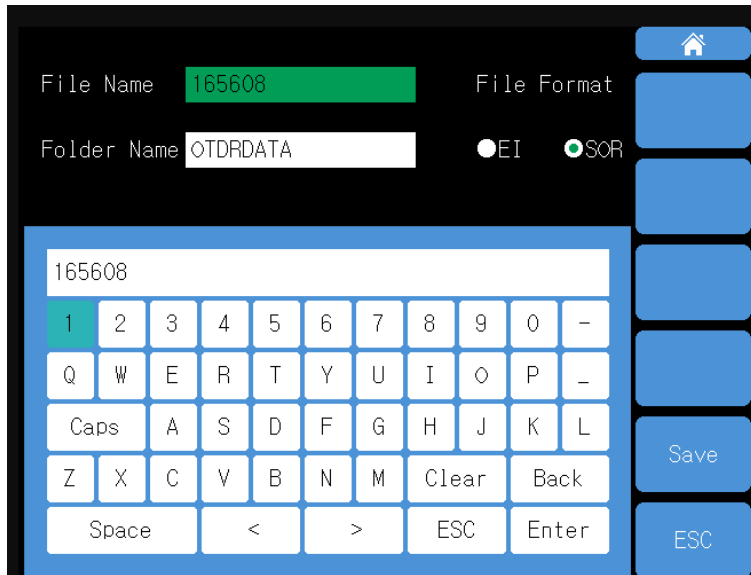 File Name 165608 File Format
Folder Name OTDRDATA EI SOR
165608
1 2 3 4 5 6 7 8 9 0 -
Q W E R T Y U I O P _
Caps A S D F G H J K L
Save
Z X C V B N M Clear Back
Space < > ESC Enter
ESC